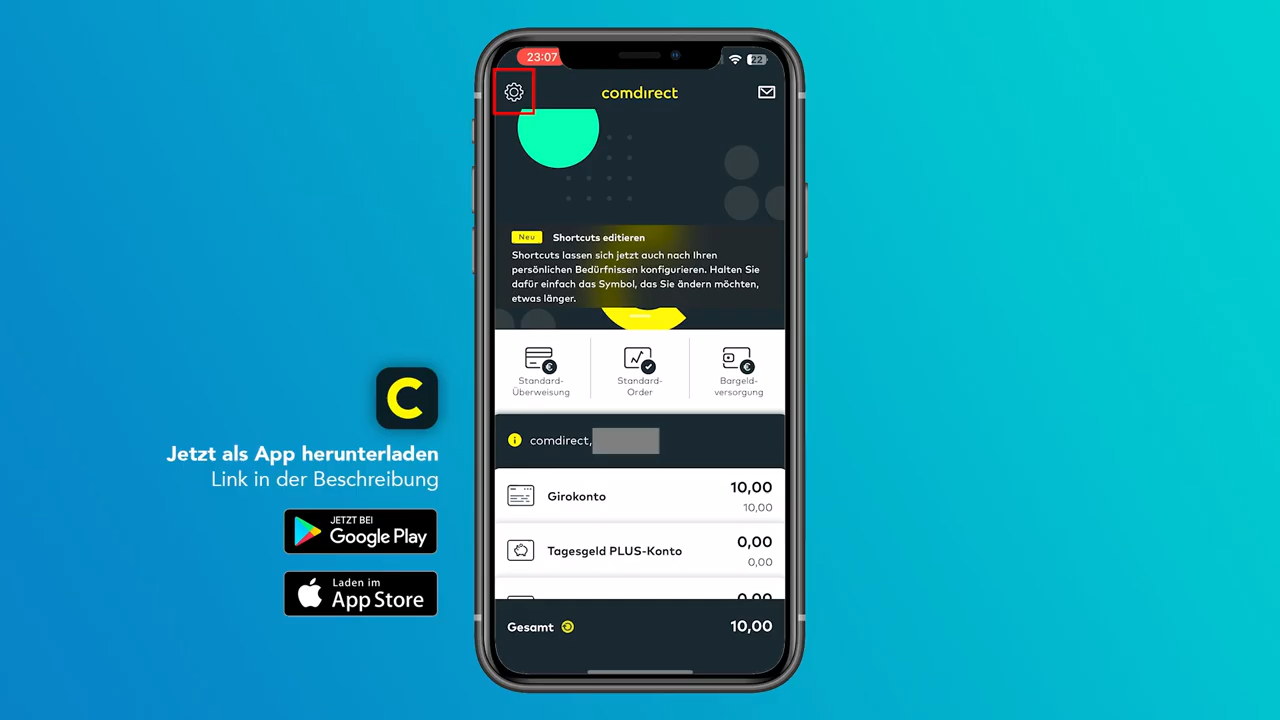 23:07
22
comdirect
Neu Shortcuts editieren
Shortcuts lassen sich jetzt auch nach Ihren
persönlichen Bedürfnissen konfigurieren. Halten Sie
dafür einfach das Symbol, das Sie ändern möchten,
etwas länger.
Standard-
Überweisung
Standard-
Order
Bargeld-
versorgung
comdirect,
Girokonto 10,00
10,00
Tagesgeld PLUS-Konto 0,00
0,00
0,00
Gesamt 10,00
C
Jetzt als App herunterladen
Link in der Beschreibung
JETZT BEI
Google Play
Laden im
App Store